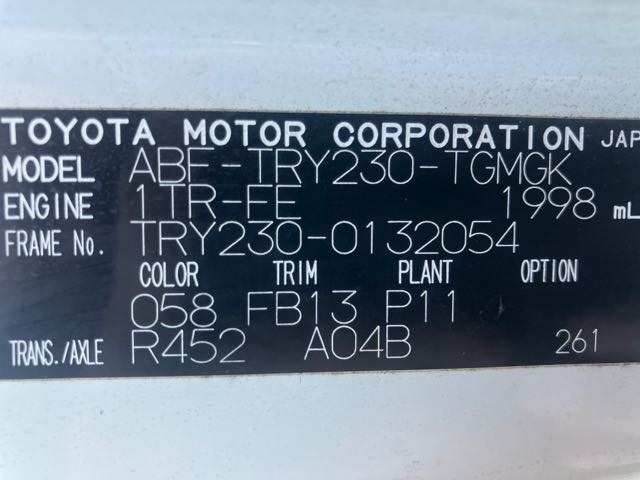 TOYOTA MOTOR CORPORATION JAP
MODEL ABF-TRY230-TGMGK
ENGINE 1TR-FE 1998 mL
FRAME No. TRY230-0132054
COLOR TRIM PLANT OPTION
058 FB13 P11
TRANS./AXLE R452 A04B 261